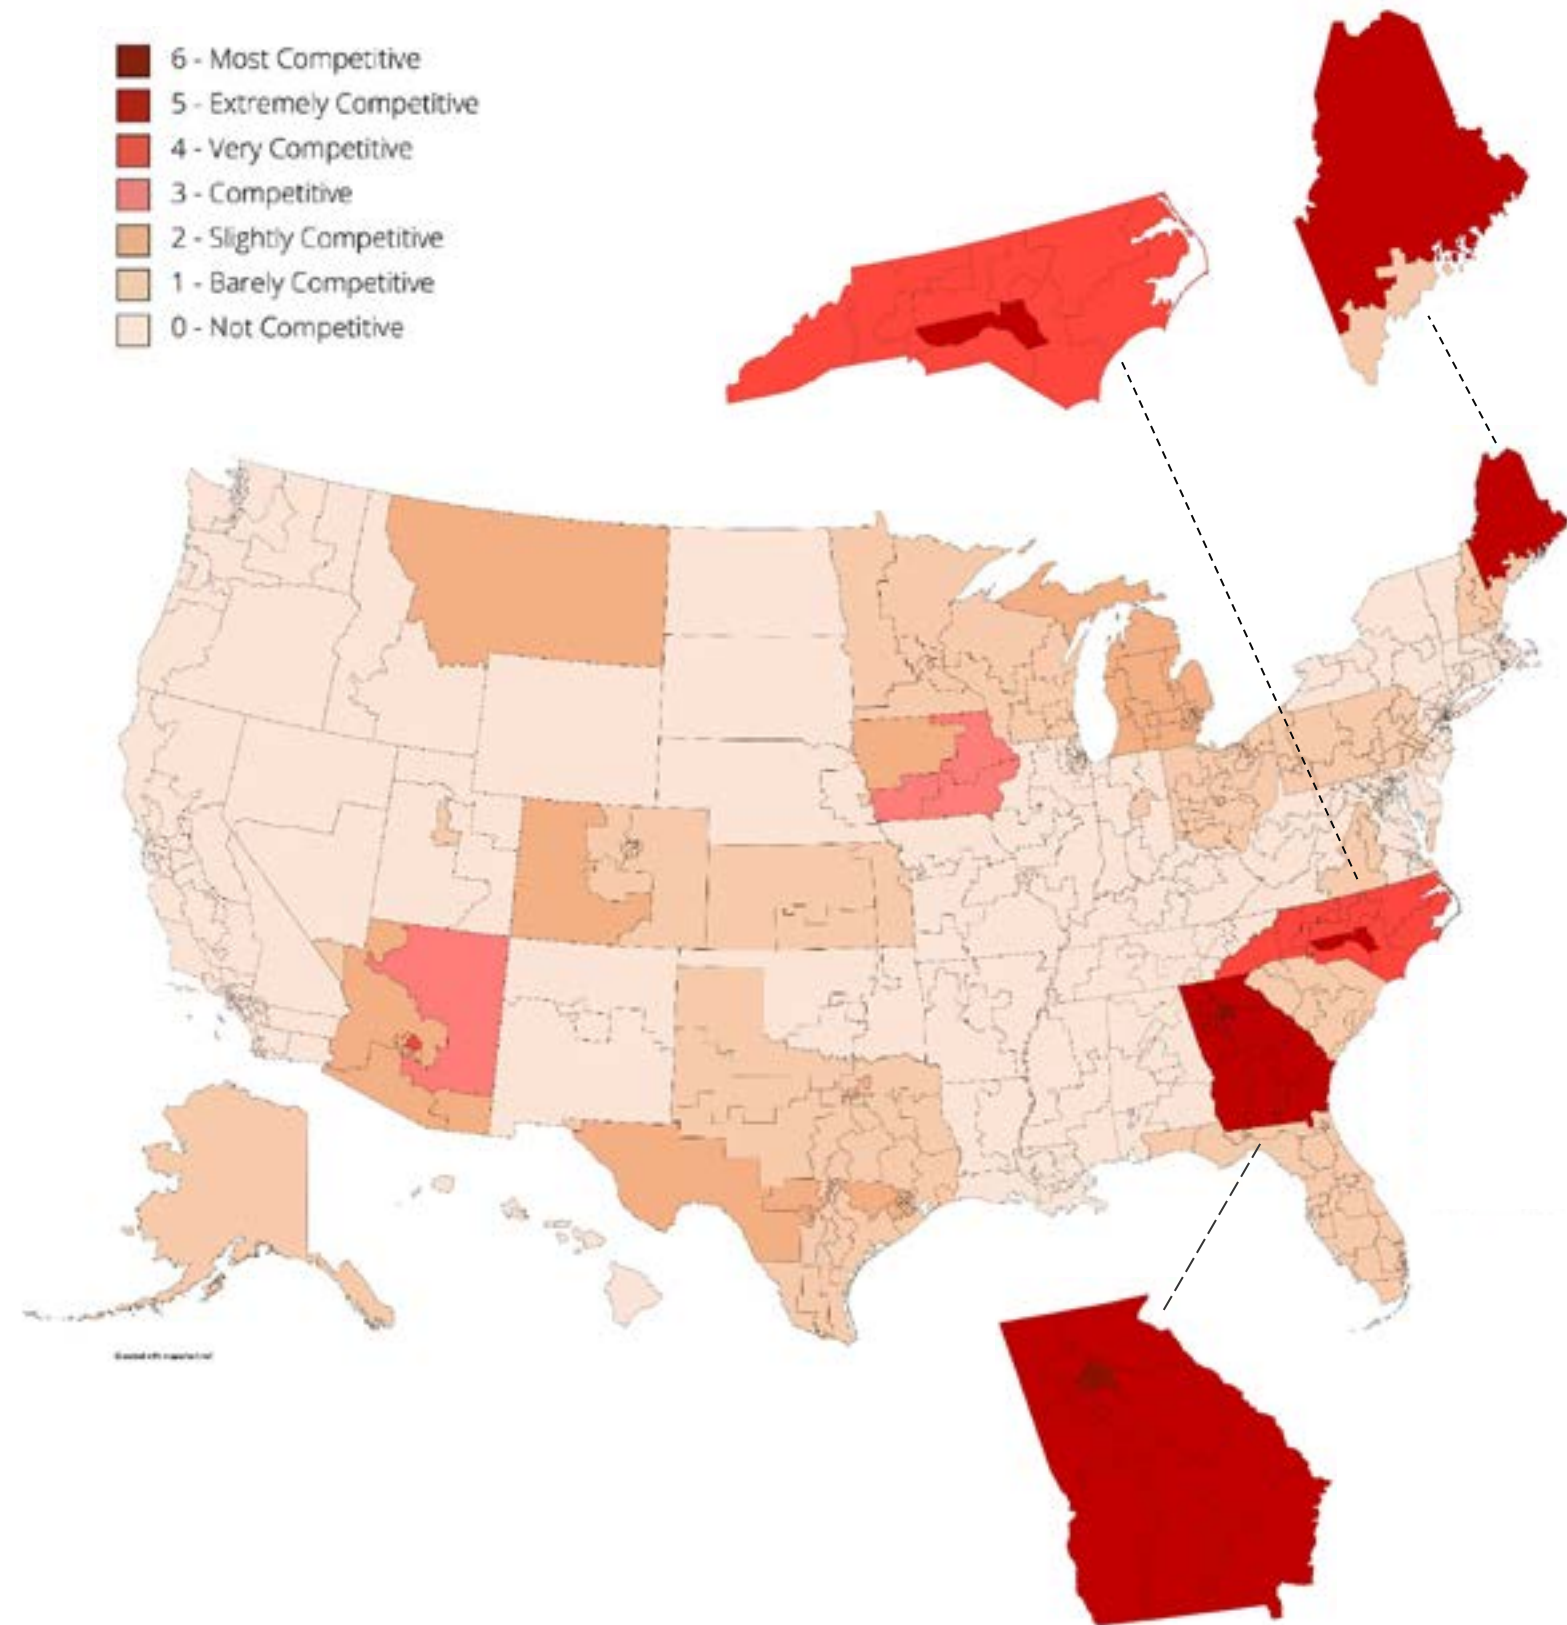 6 - Most Competitive
5 - Extremely Competitive
4 - Very Competitive
3 - Competitive
2 - Slightly Competitive
1 - Barely Competitive
0 - Not Competitive